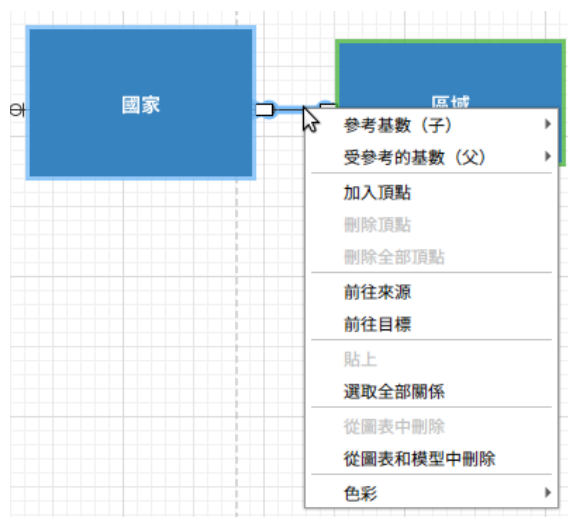 國家
區域
參考基數（子）
受參考的基數（父）
加入頂點
刪除頂點
刪除全部頂點
前往來源
前往目標
貼上
選取全部關係
從圖表中刪除
從圖表和模型中刪除
色彩